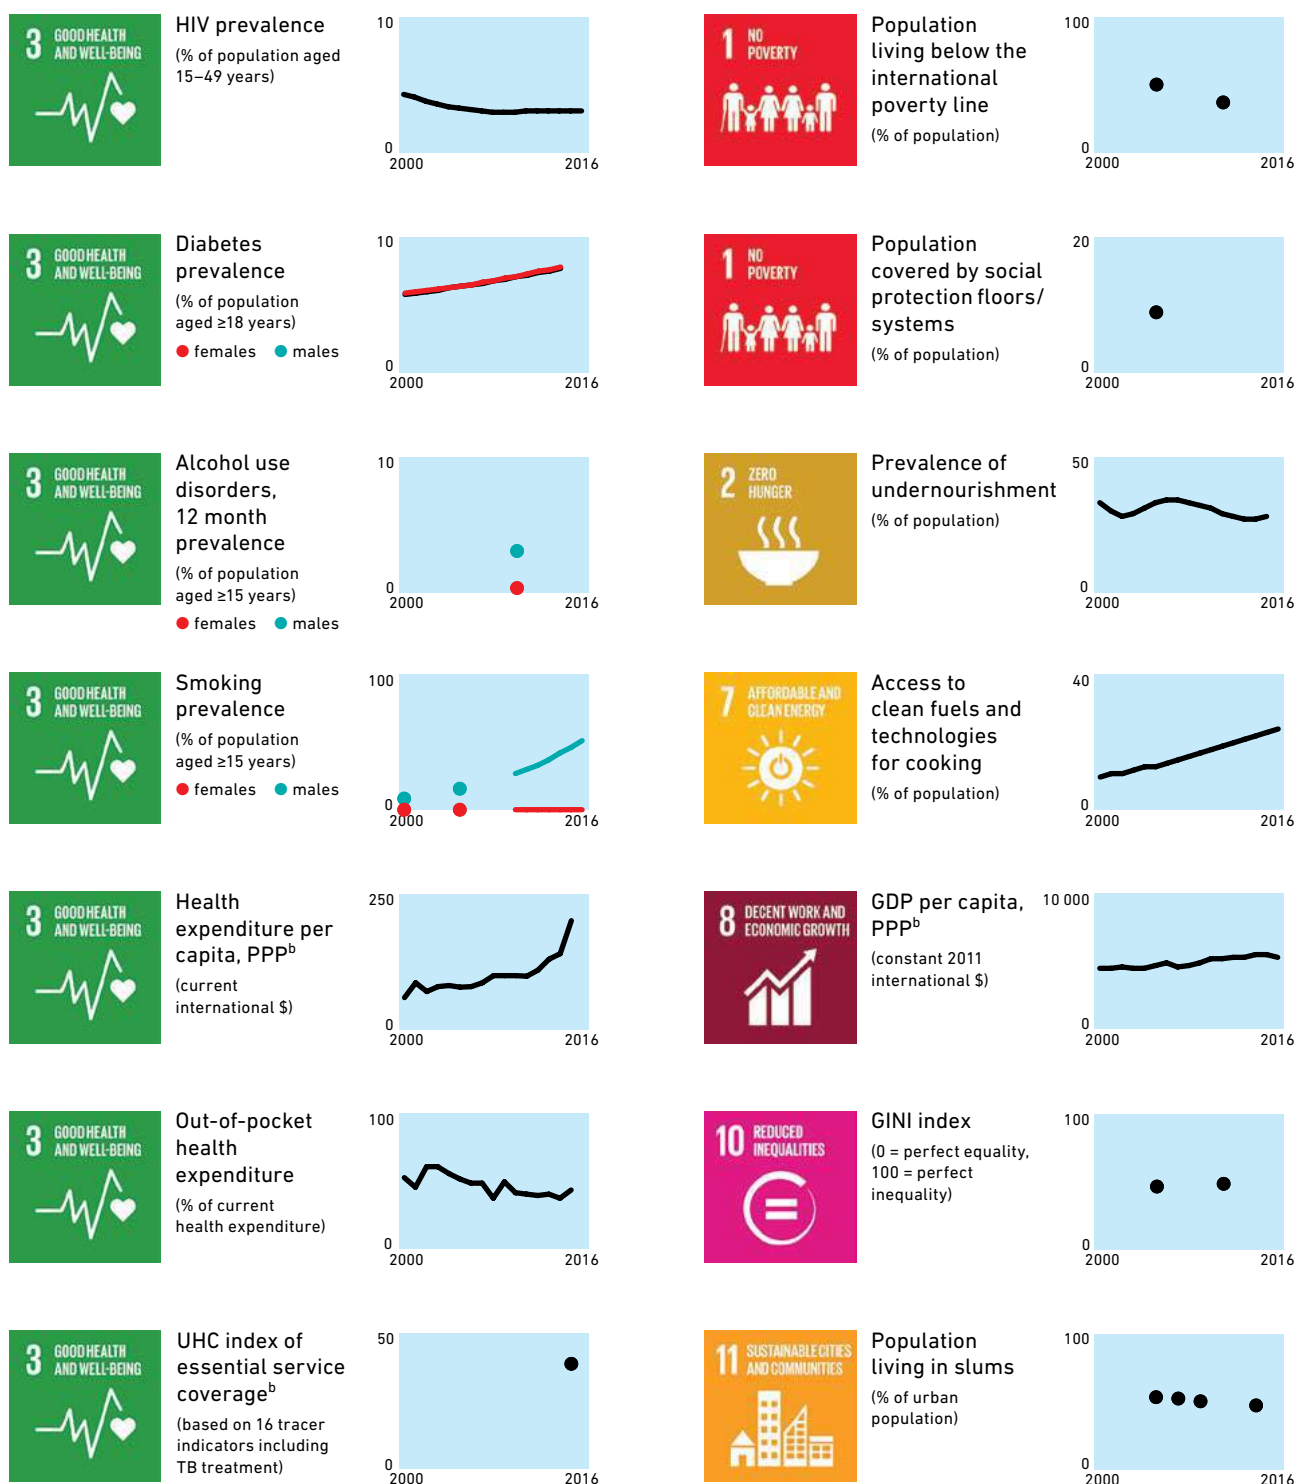 3 GOOD HEALTH
AND WELL-BEING
HIV prevalence
(% of population aged
15–49 years)
10
0
2000 2016
3 GOOD HEALTH
AND WELL-BEING
Diabetes
prevalence
(% of population
aged ≥18 years)
females males
10
0
2000 2016
3 GOOD HEALTH
AND WELL-BEING
Alcohol use
disorders,
12 month
prevalence
(% of population
aged ≥15 years)
females males
10
0
2000 2016
3 GOOD HEALTH
AND WELL-BEING
Smoking
prevalence
(% of population
aged ≥15 years)
females males
100
0
2000 2016
3 GOOD HEALTH
AND WELL-BEING
Health
expenditure per
capita, PPPb
(current
international $)
250
0
2000 2016
3 GOOD HEALTH
AND WELL-BEING
Out-of-pocket
health
expenditure
(% of current
health expenditure)
100
0
2000 2016
3 GOOD HEALTH
AND WELL-BEING
UHC index of
essential service
coverageb
(based on 16 tracer
indicators including
TB treatment)
50
0
2000 2016
1 NO
POVERTY
Population
living below the
international
poverty line
(% of population)
100
0
2000 2016
1 NO
POVERTY
Population
covered by social
protection floors/
systems
(% of population)
20
0
2000 2016
2 ZERO
HUNGER
Prevalence of
undernourishment
(% of population)
50
0
2000 2016
7 AFFORDABLE AND
CLEAN ENERGY
Access to
clean fuels and
technologies
for cooking
(% of population)
40
0
2000 2016
8 DECENT WORK AND
ECONOMIC GROWTH
GDP per capita,
PPPb
(constant 2011
international $)
10 000
0
2000 2016
10 REDUCED
INEQUALITIES
GINI index
(0 = perfect equality,
100 = perfect
inequality)
100
0
2000 2016
11 SUSTAINABLE CITIES
AND COMMUNITIES
Population
living in slums
(% of urban
population)
100
0
2000 2016